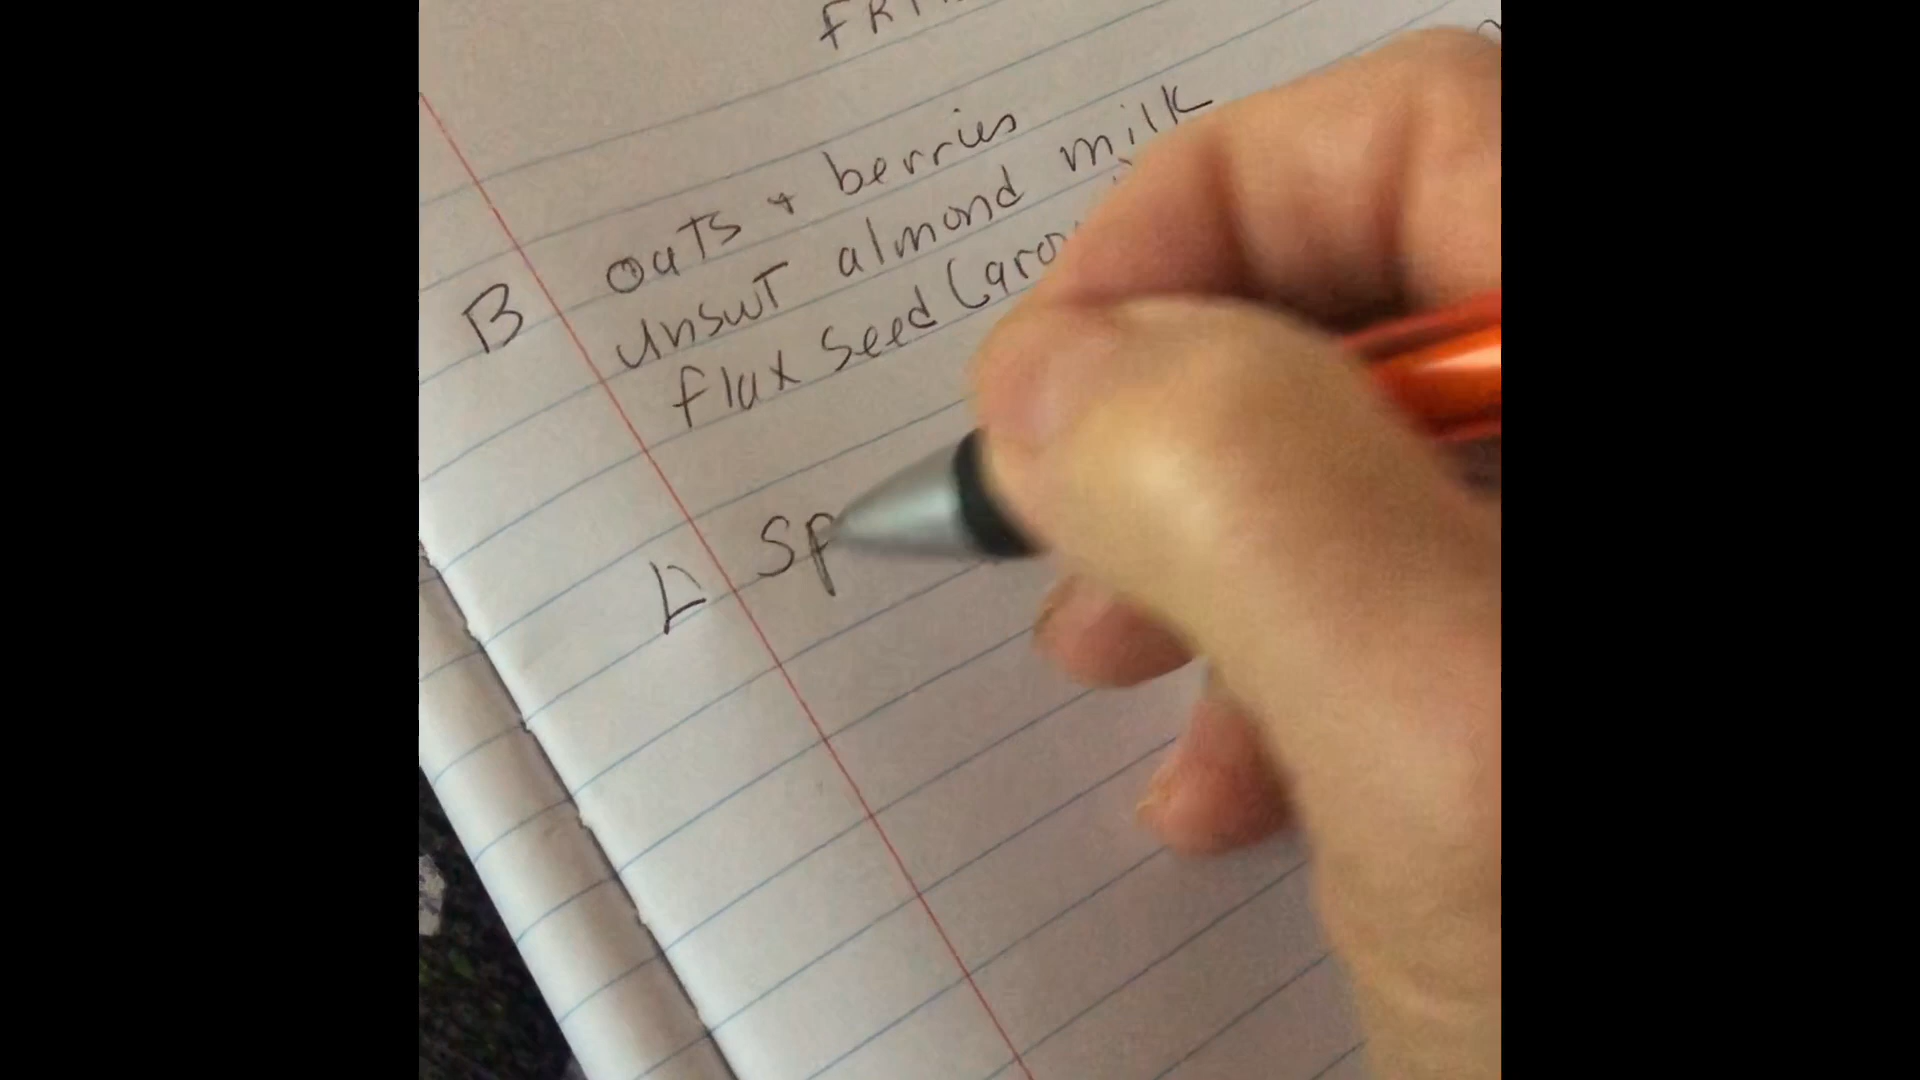 B oats + berries
unswt almond milk
flax seed
L Sp